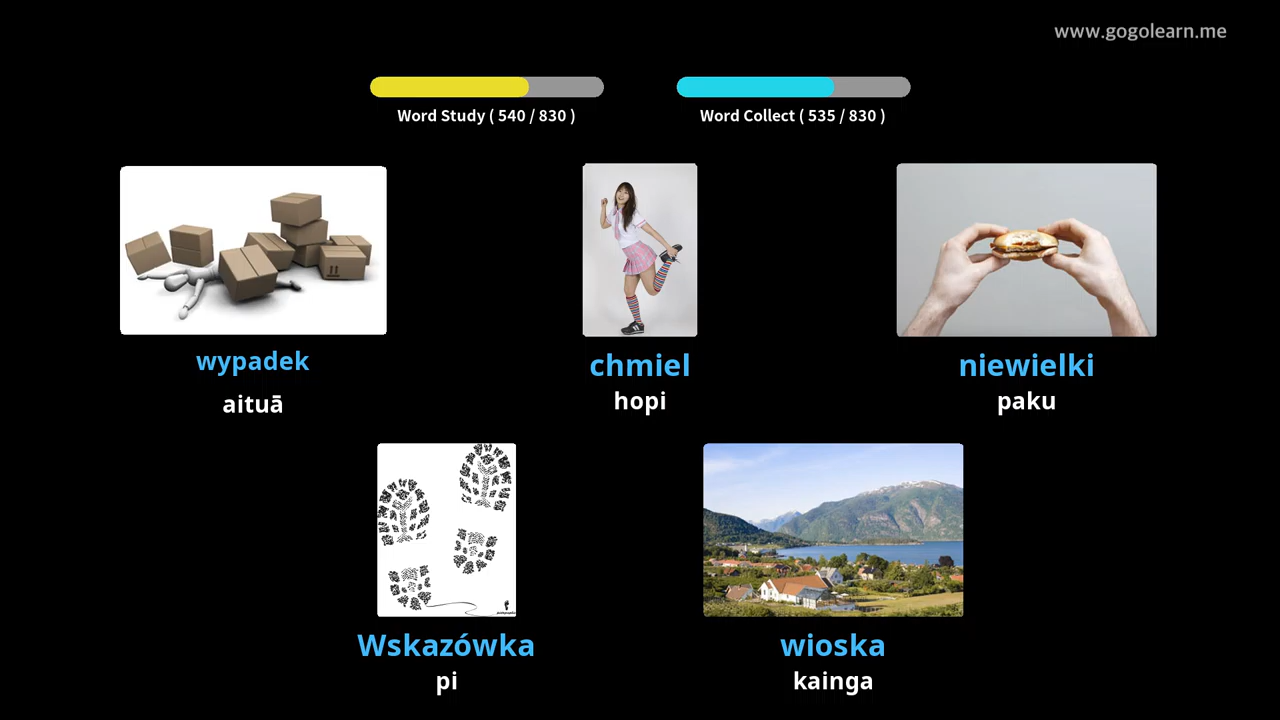 www.gogolearn.me
Word Study ( 540 / 830 )
Word Collect ( 535 / 830 )
wypadek
aituā
chmiel
hopi
niewielki
paku
Wskazówka
pi
wioska
kainga